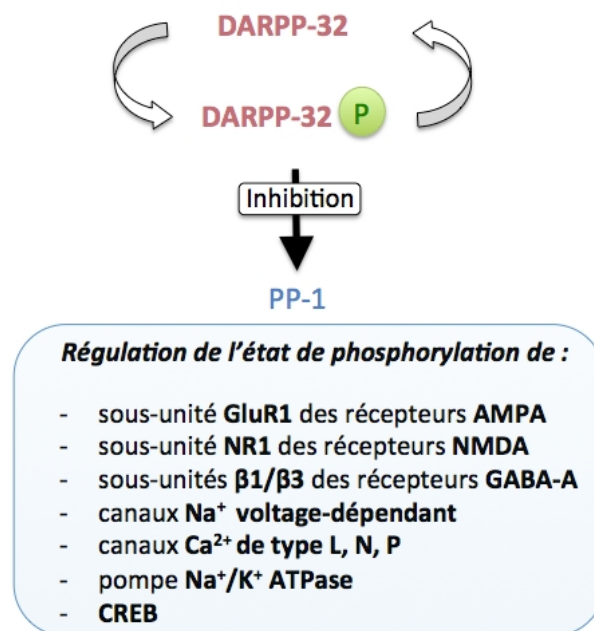 DARPP-32
DARPP-32 P
Inhibition
PP-1
Régulation de l’état de phosphorylation de :
- sous-unité GluR1 des récepteurs AMPA
- sous-unité NR1 des récepteurs NMDA
- sous-unités β1/β3 des récepteurs GABA-A
- canaux Na⁺ voltage-dépendant
- canaux Ca²⁺ de type L, N, P
- pompe Na⁺/K⁺ ATPase
- CREB